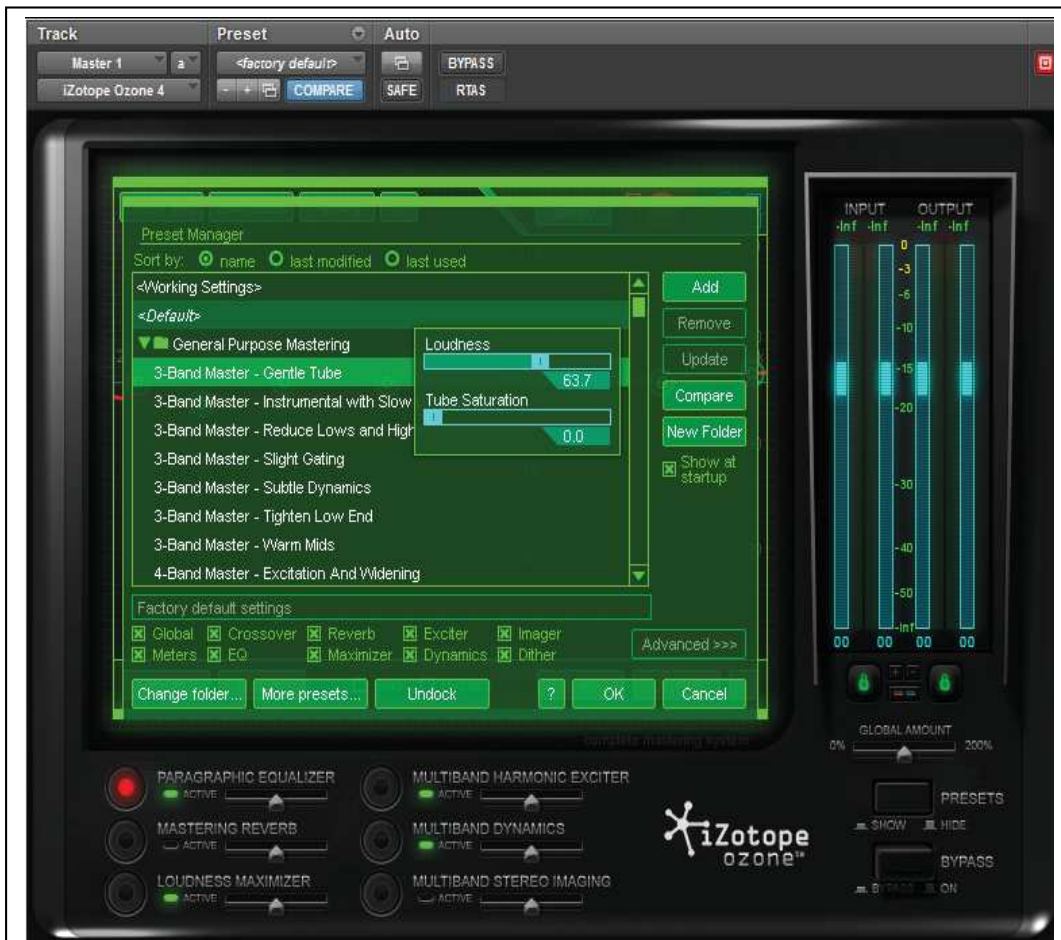 Track Preset Auto
Master 1 a <factory default> BYPASS
iZotope Ozone 4 - + COMPARE SAFE RTAS
Preset Manager
Sort by: name last modified last used
<Working Settings>
<Default>
General Purpose Mastering
3-Band Master - Gentle Tube
3-Band Master - Instrumental with Slow
3-Band Master - Reduce Lows and High
3-Band Master - Slight Gating
3-Band Master - Subtle Dynamics
3-Band Master - Tighten Low End
3-Band Master - Warm Mids
4-Band Master - Excitation And Widening
Loudness
63.7
Tube Saturation
0.0
Add
Remove
Update
Compare
New Folder
Show at
startup
Factory default settings
Global Crossover Reverb Exciter Imager
Meters EQ Maximizer Dynamics Dither
Advanced >>>
Change folder... More presets... Undock ? OK Cancel
complete mastering system
INPUT OUTPUT
-Inf -Inf -Inf -Inf
0
-3
-6
-10
-15
-20
-30
-40
-50
-Inf
00 00 00 00
GLOBAL AMOUNT
0% 200%
PRESETS
SHOW HIDE
BYPASS
BYPASS ON
PARAGRAPHIC EQUALIZER
ACTIVE
MASTERING REVERB
ACTIVE
LOUDNESS MAXIMIZER
ACTIVE
MULTIBAND HARMONIC EXCITER
ACTIVE
MULTIBAND DYNAMICS
ACTIVE
MULTIBAND STEREO IMAGING
ACTIVE
iZotope
ozone™